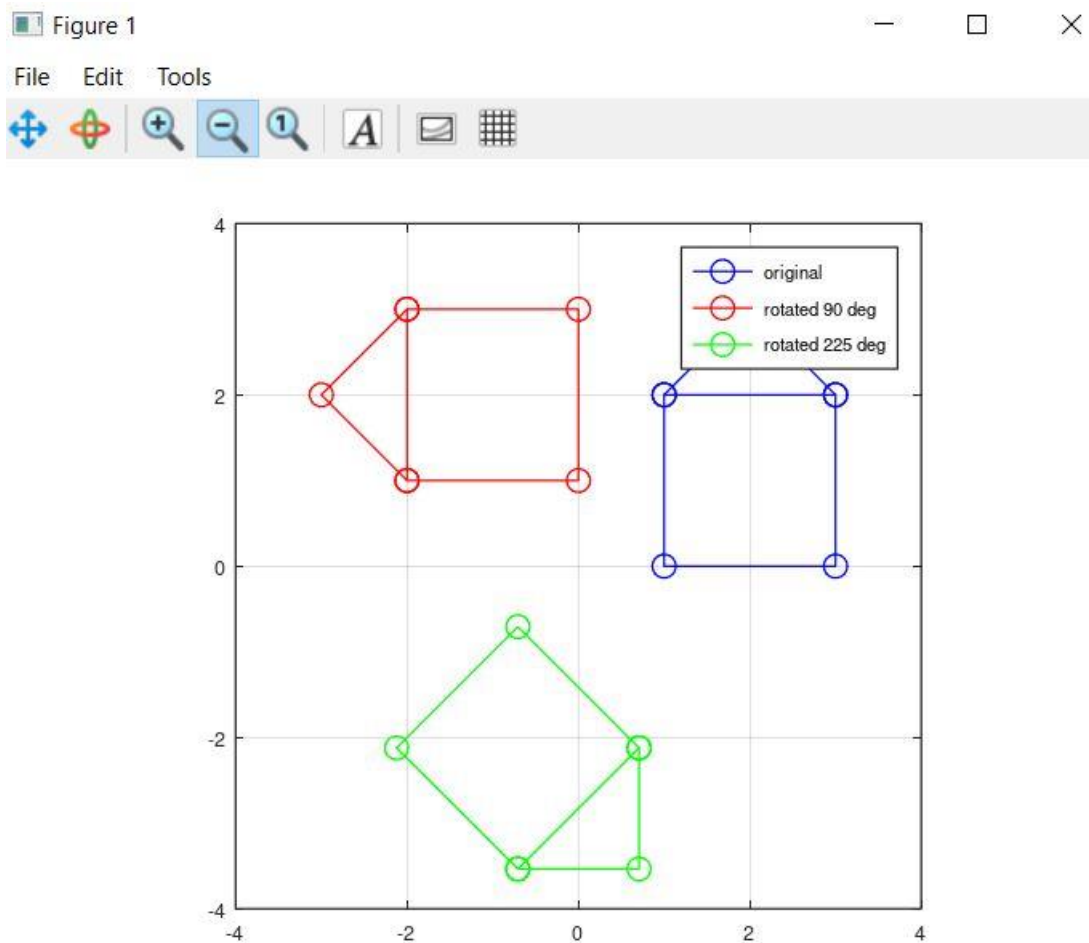 Figure 1
File Edit Tools
1 A
4
original
rotated 90 deg
rotated 225 deg
2
0
-2
-4
-4 -2 0 2 4